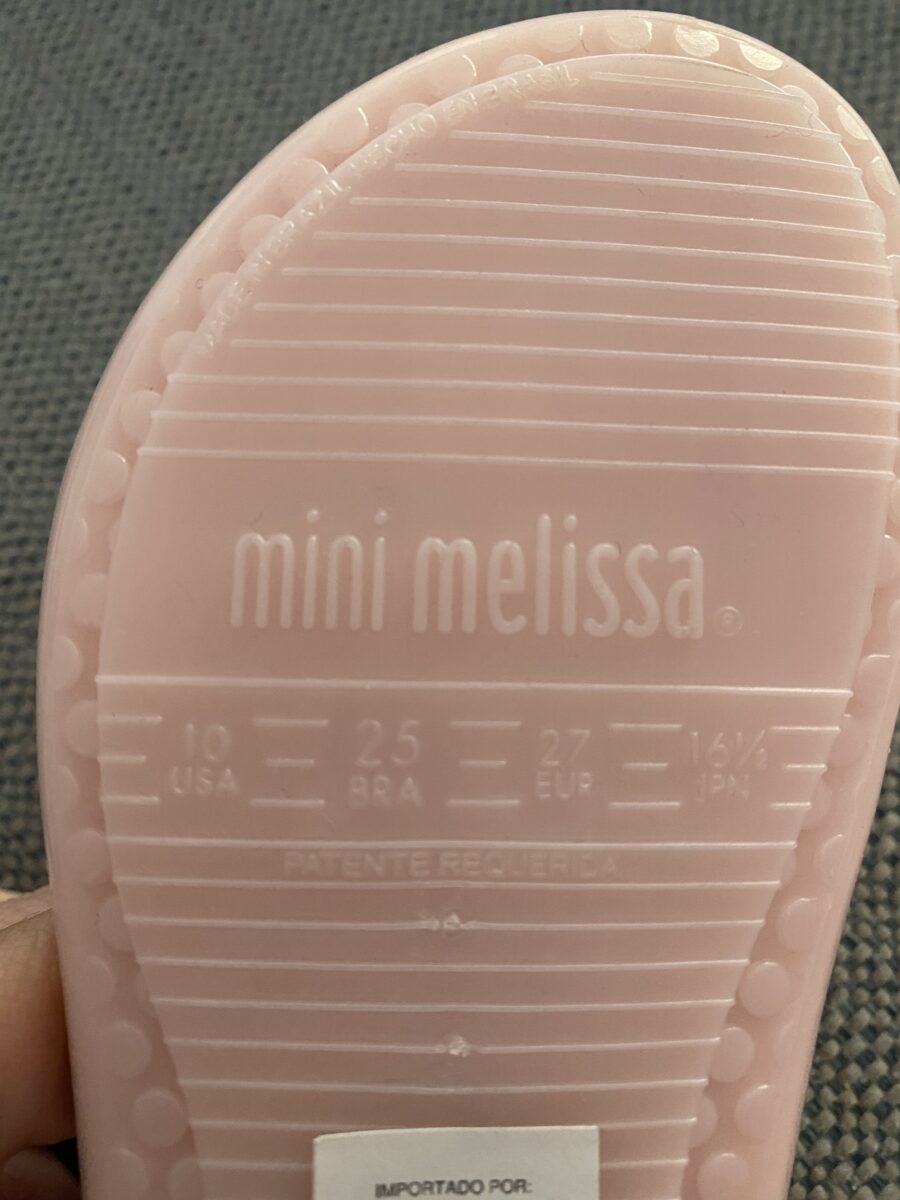 MADE IN BRAZIL / HECHO EN BRASIL
mini melissa ®
10 25 27 16½
USA BRA EUR JPN
PATENTE REQUERIDA
IMPORTADO POR: